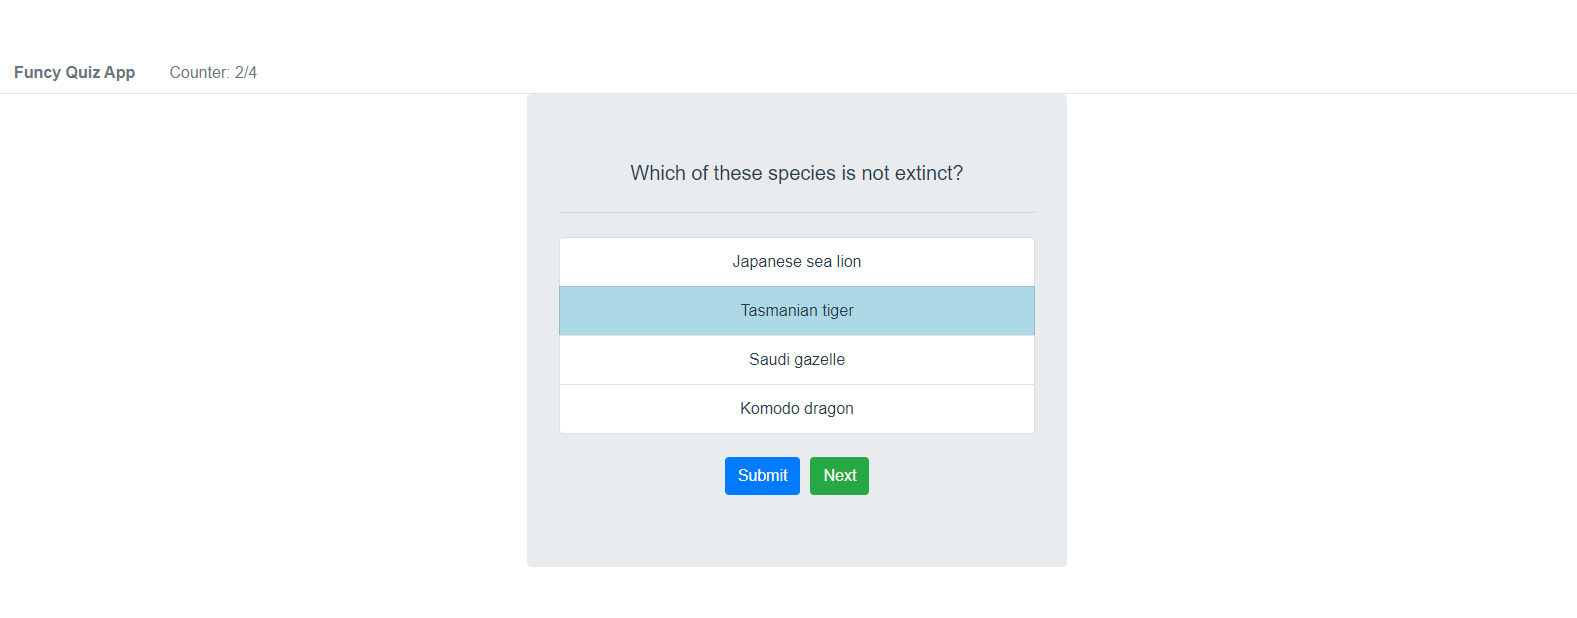 Funcy Quiz App Counter: 2/4
Which of these species is not extinct?
Japanese sea lion
Tasmanian tiger
Saudi gazelle
Komodo dragon
Submit Next